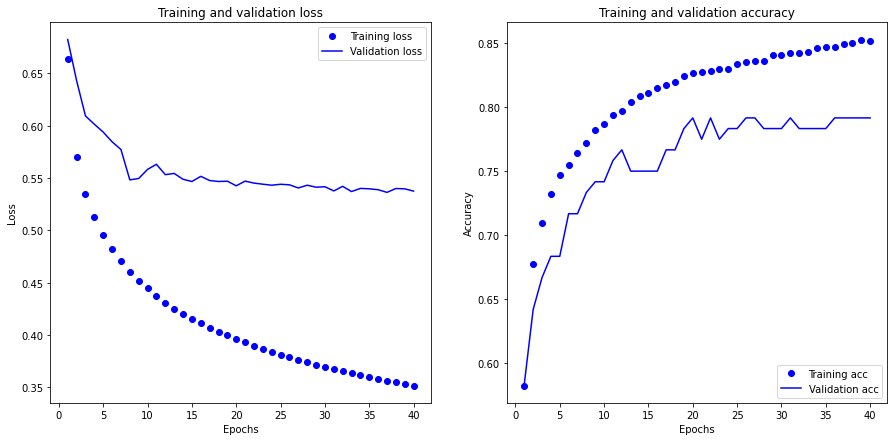 Training and validation loss
Training loss
Validation loss
0.65
0.60
0.55
0.50
0.45
0.40
0.35
Loss
0 5 10 15 20 25 30 35 40
Epochs
Training and validation accuracy
0.85
0.80
0.75
0.70
0.65
0.60
Accuracy
Training acc
Validation acc
0 5 10 15 20 25 30 35 40
Epochs